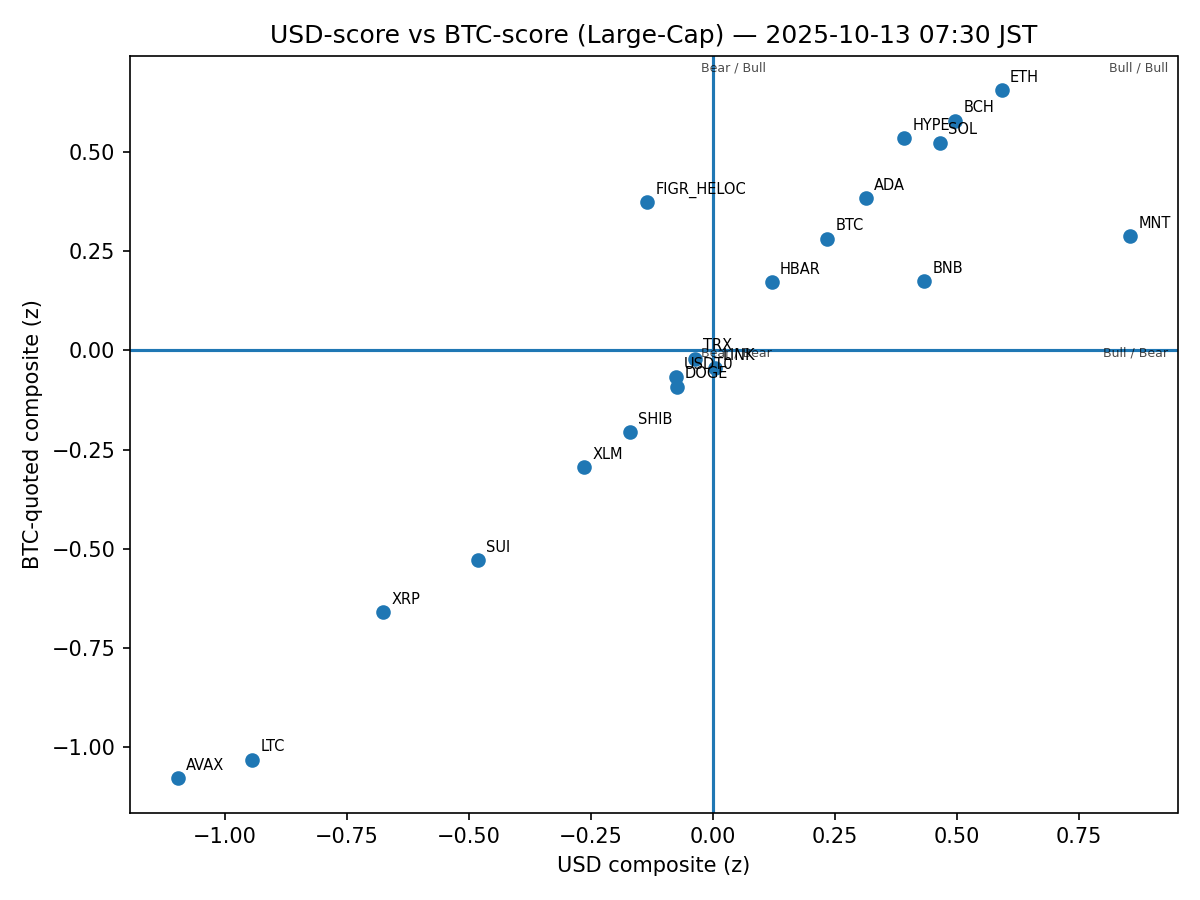 USD-score vs BTC-score (Large-Cap) — 2025-10-13 07:30 JST
Bear / Bull
Bull / Bull
ETH
BCH
HYPE
SOL
FIGR_HELOC
ADA
MNT
BTC
HBAR
BNB
TRX
LINK
Bear / Bear
Bull / Bear
USDT0
DOGE
SHIB
XLM
SUI
XRP
LTC
AVAX
0.50
0.25
0.00
−0.25
−0.50
−0.75
−1.00
BTC-quoted composite (z)
−1.00
−0.75
−0.50
−0.25
0.00
0.25
0.50
0.75
USD composite (z)